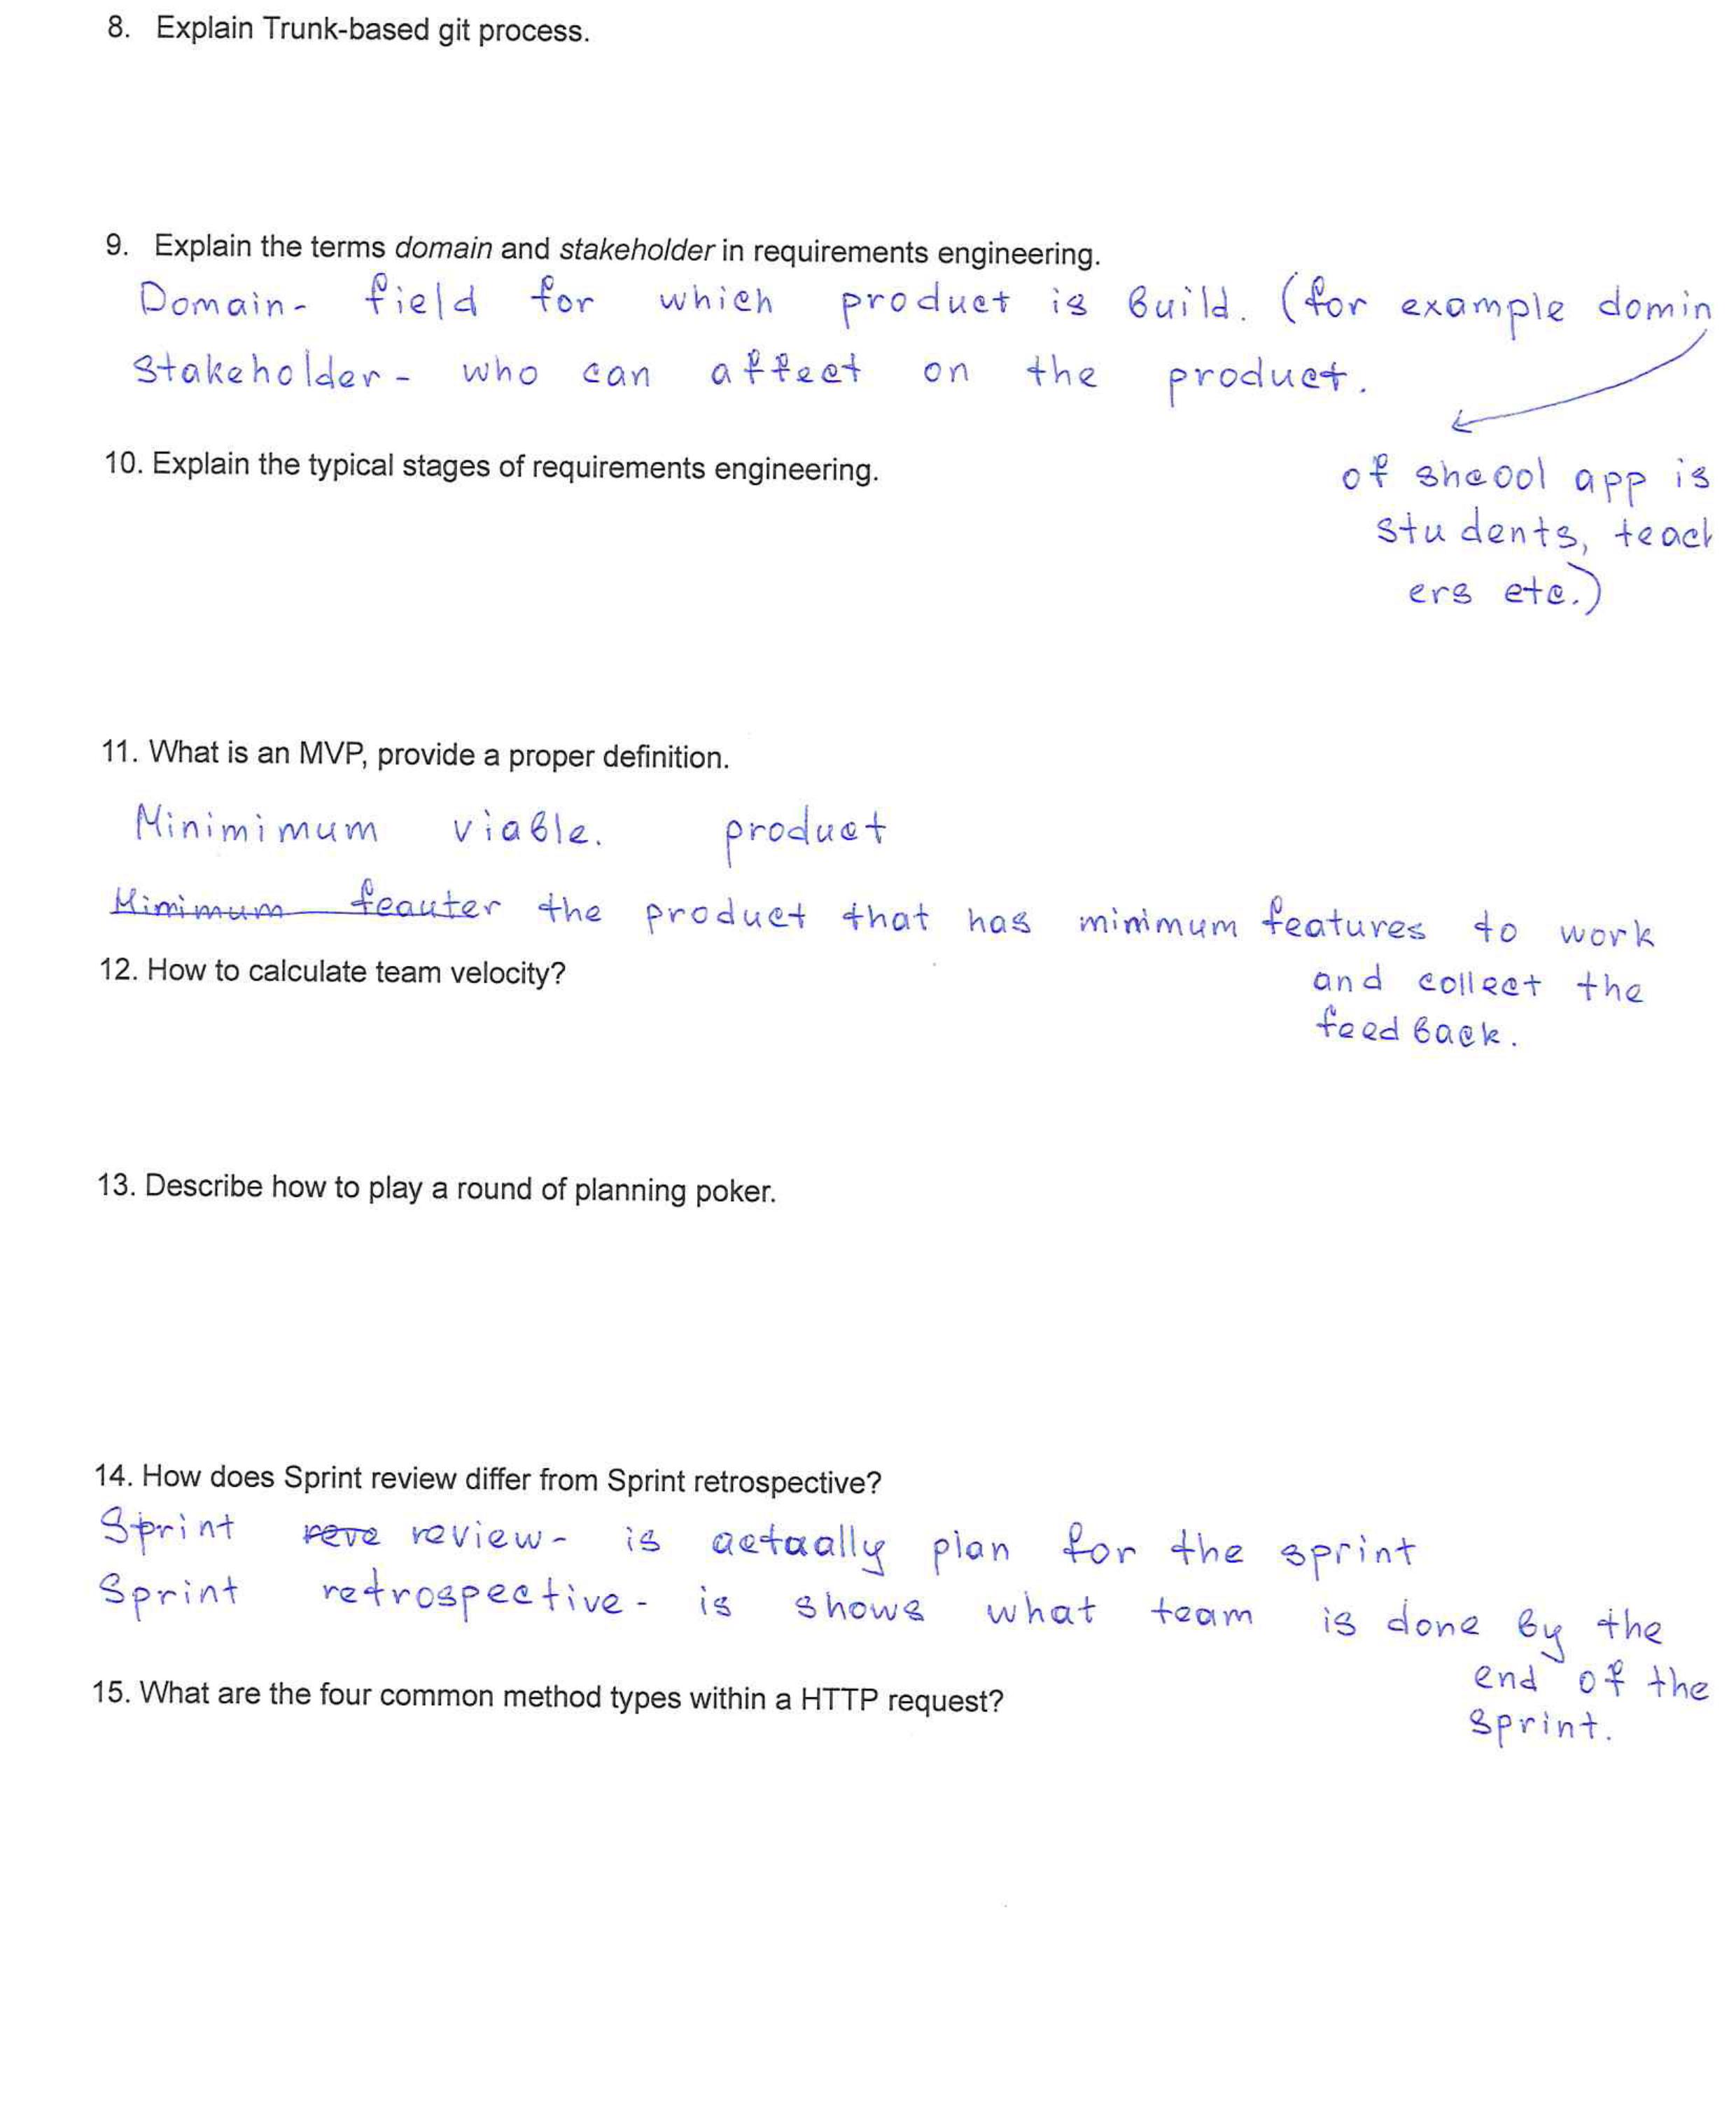 8. Explain Trunk-based git process.
9. Explain the terms domain and stakeholder in requirements engineering.
Domain- field for which product is build. (for example domin
stakeholder- who can affect on the product.
10. Explain the typical stages of requirements engineering.
of shcool app is
students, teach
ers etc.)
11. What is an MVP, provide a proper definition.
Minimimum viable. product
Minimum feauter the product that has minimum features to work
12. How to calculate team velocity?
and collect the
feedback.
13. Describe how to play a round of planning poker.
14. How does Sprint review differ from Sprint retrospective?
Sprint reve review- is actually plan for the sprint
Sprint retrospective- is shows what team is done by the
end of the
sprint.
15. What are the four common method types within a HTTP request?